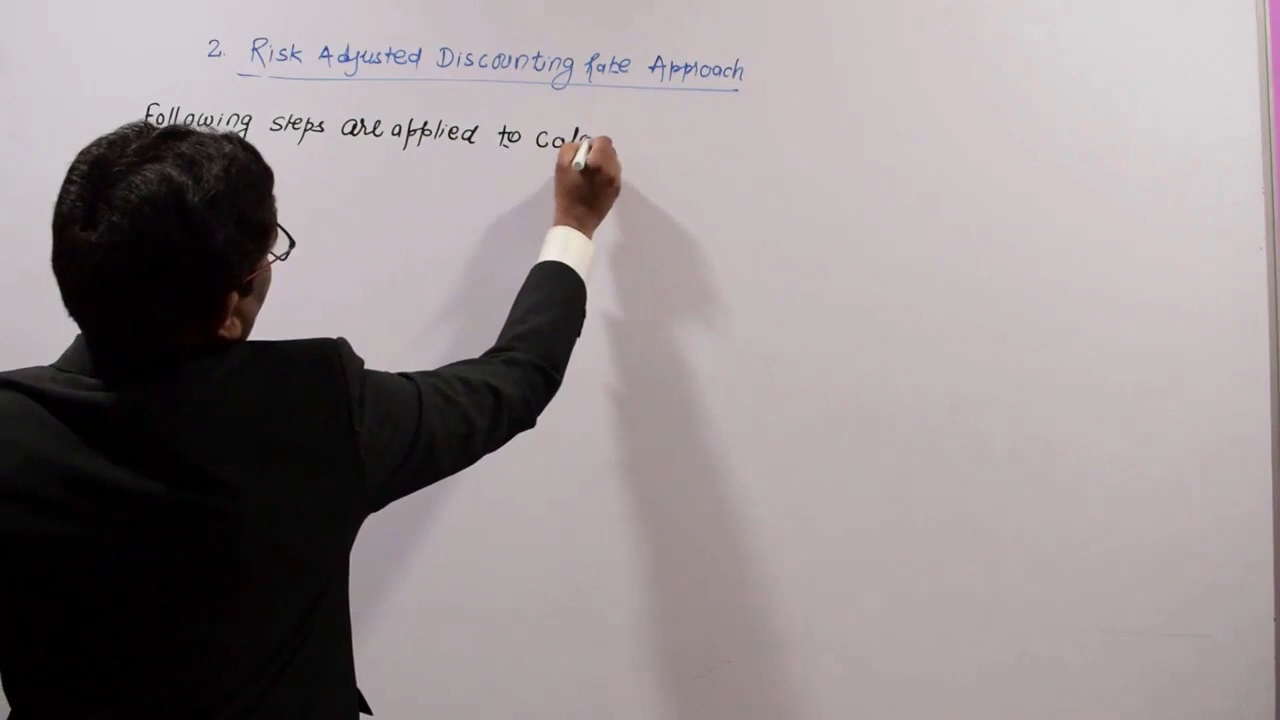 2. Risk Adjusted Discounting Rate Approach
Following steps are applied to calc